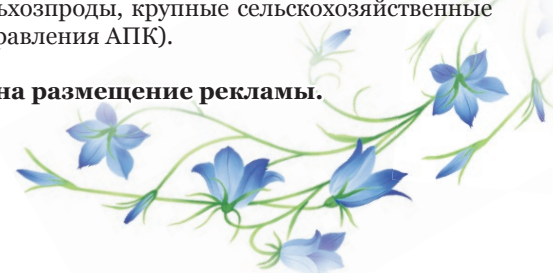 ьхозпроды, крупные сельскохозяйственные
равления АПК).
на размещение рекламы.